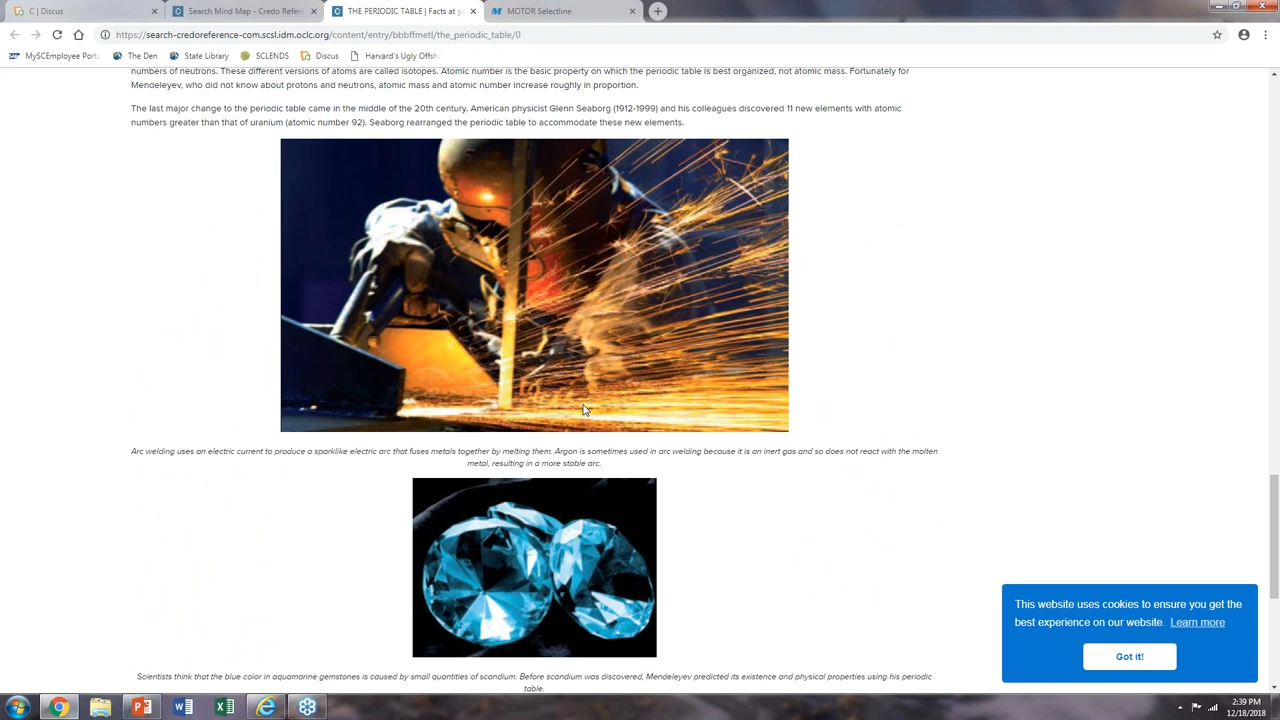 C | Discus
Search Mind Map - Credo Refere
THE PERIODIC TABLE | Facts at y
MOTOR Selectline
https://search-credoreference-com.scsl.idm.oclc.org/content/entry/bbbffmetl/the_periodic_table/0
MySCEmployee Port
The Den
State Library
SCLENDS
Discus
Harvard's Ugly Offsh
numbers of neutrons. These different versions of atoms are called isotopes. Atomic number is the basic property on which the periodic table is best organized, not atomic mass. Fortunately for
Mendeleyev, who did not know about protons and neutrons, atomic mass and atomic number increase roughly in proportion.
The last major change to the periodic table came in the middle of the 20th century. American physicist Glenn Seaborg (1912-1999) and his colleagues discovered 11 new elements with atomic
numbers greater than that of uranium (atomic number 92). Seaborg rearranged the periodic table to accommodate these new elements.
Arc welding uses an electric current to produce a sparklike electric arc that fuses metals together by melting them. Argon is sometimes used in arc welding because it is an inert gas and so does not react with the molten
metal, resulting in a more stable arc.
This website uses cookies to ensure you get the
best experience on our website. Learn more
Got it!
Scientists think that the blue color in aquamarine gemstones is caused by small quantities of scandium. Before scandium was discovered, Mendeleyev predicted its existence and physical properties using his periodic
table.
2:39 PM
12/18/2018